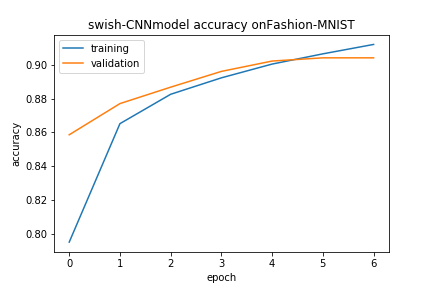 swish-CNNmodel accuracy onFashion-MNIST
training
validation
accuracy
0.90
0.88
0.86
0.84
0.82
0.80
0 1 2 3 4 5 6
epoch